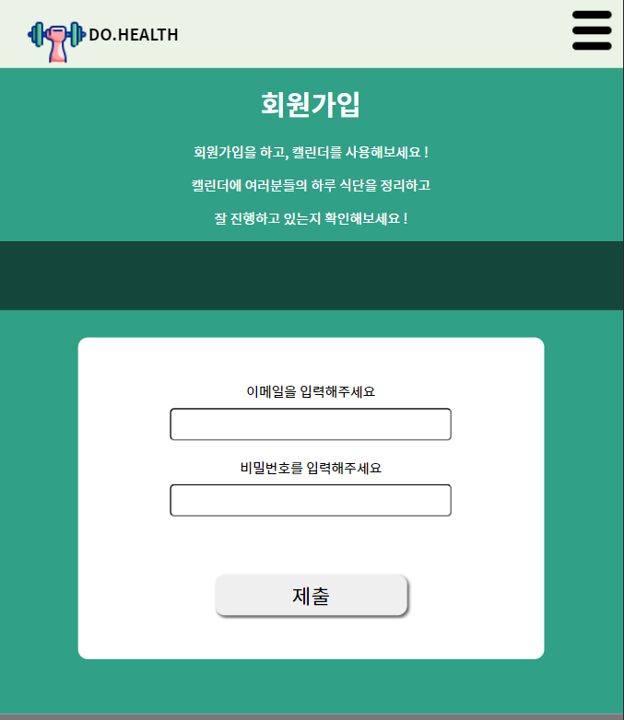 DO.HEALTH
회원가입
회원가입을 하고, 캘린더를 사용해보세요 !
캘린더에 여러분들의 하루 식단을 정리하고
잘 진행하고 있는지 확인해보세요 !
이메일을 입력해주세요
비밀번호를 입력해주세요
제출